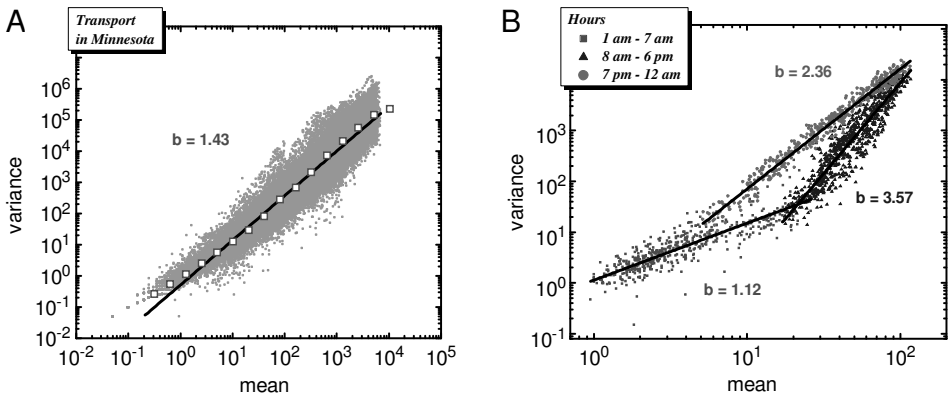 A
Transport
in Minnesota
10^6
10^5
10^4
10^3
10^2
10^1
10^0
10^-1
10^-2
variance
b = 1.43
10^-2 10^-1 10^0 10^1 10^2 10^3 10^4 10^5
mean
B
Hours
1 am - 7 am
8 am - 6 pm
7 pm - 12 am
b = 2.36
b = 3.57
b = 1.12
10^3
10^2
10^1
10^0
10^-1
variance
10^0 10^1 10^2
mean